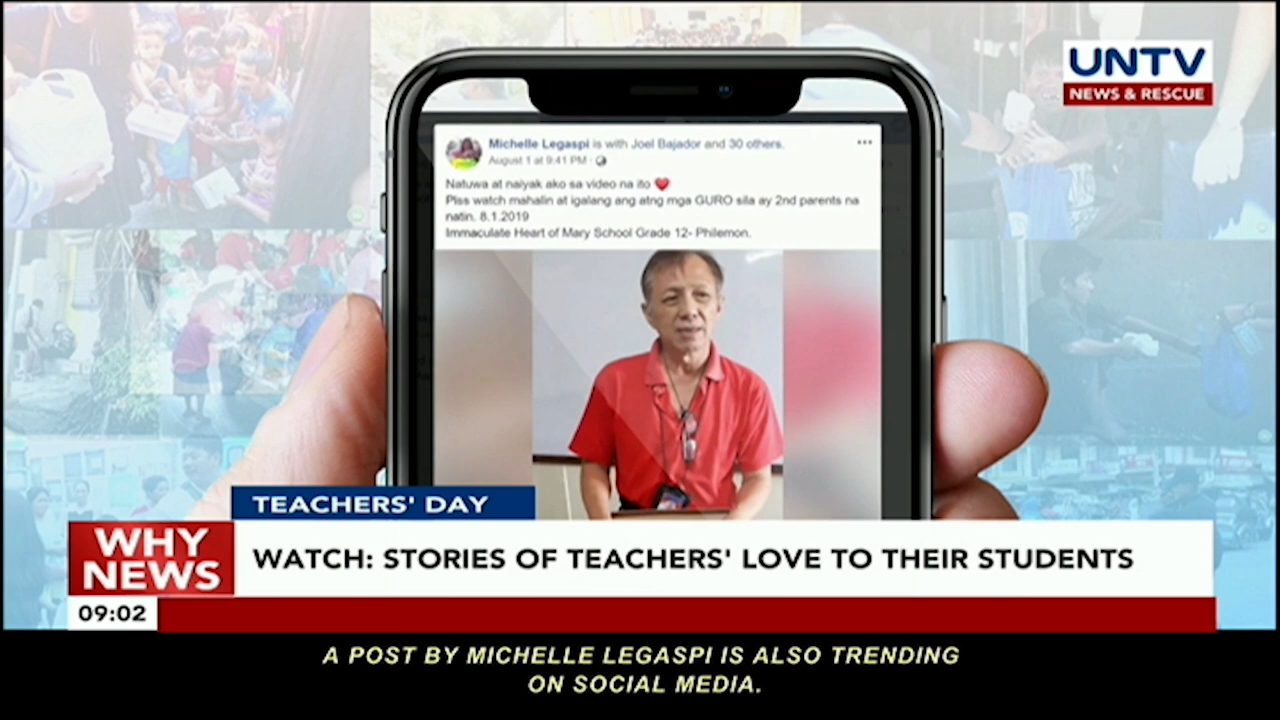 UNTV
NEWS & RESCUE
Michelle Legaspi is with Joel Bajador and 30 others.
August 1 at 9:41 PM ·
Natuwa at naiyak ako sa video na ito ❤
Plss watch mahalin at igalang ang atng mga GURO sila ay 2nd parents na
natin. 8.1.2019
Immaculate Heart of Mary School Grade 12- Philemon.
TEACHERS' DAY
WHY
NEWS
WATCH: STORIES OF TEACHERS' LOVE TO THEIR STUDENTS
09:02
A POST BY MICHELLE LEGASPI IS ALSO TRENDING
ON SOCIAL MEDIA.